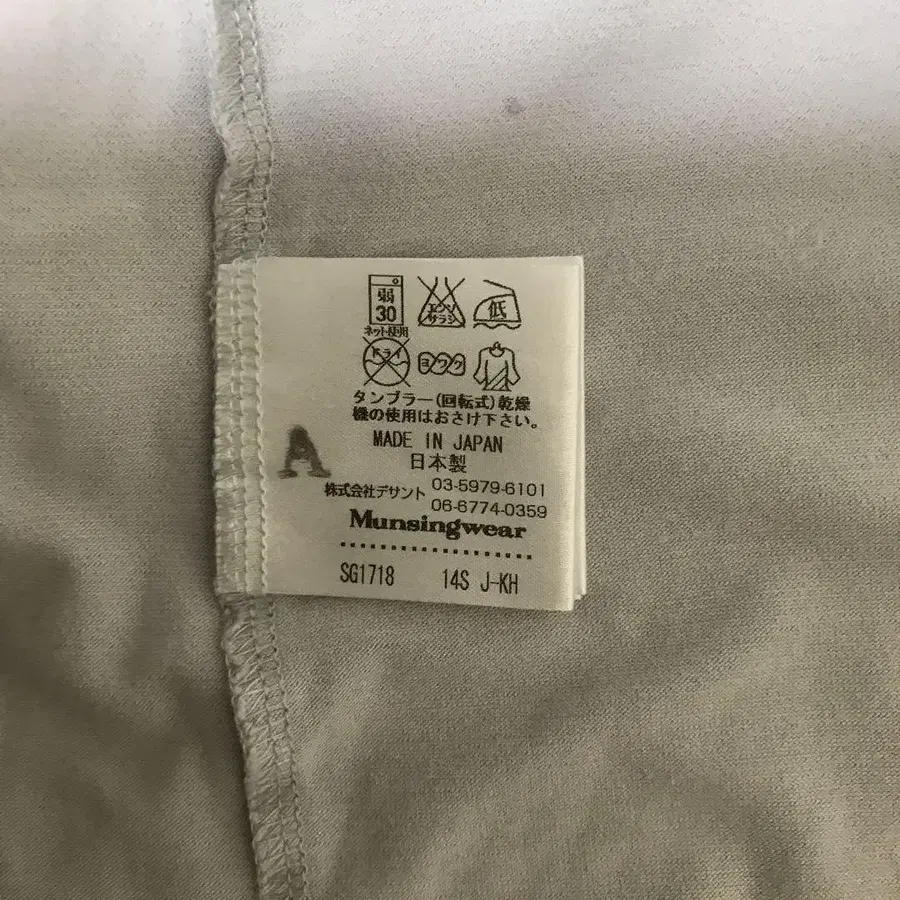 弱
30
ネット使用
エンソ
サラシ
低
ドライ
ヨワク
タンブラー(回転式)乾燥
機の使用はおさけ下さい。
A
MADE IN JAPAN
日本製
株式会社デサント 03-5979-6101
06-6774-0359
Munsingwear
SG1718 14S J-KH